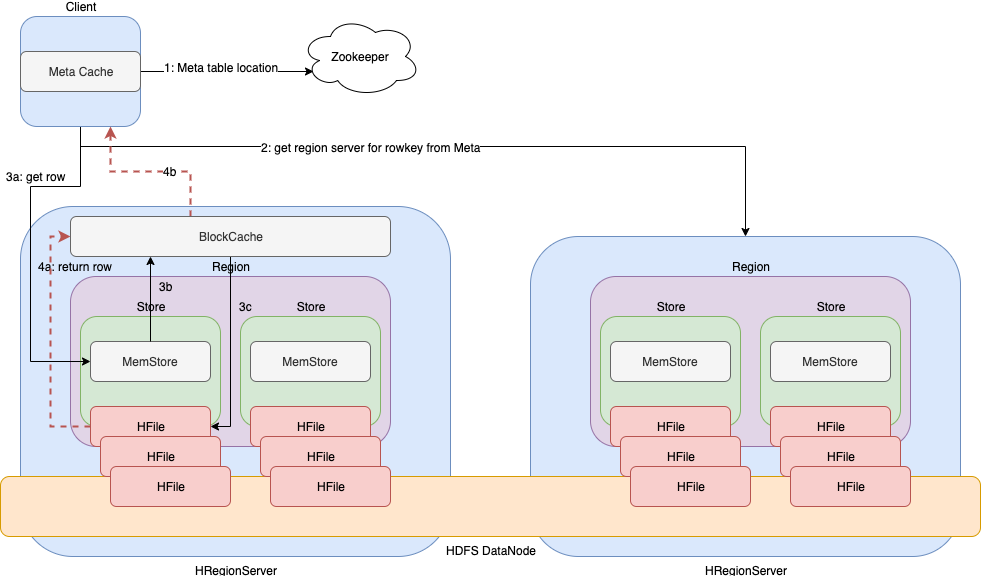 Client
Meta Cache
1: Meta table location
Zookeeper
2: get region server for rowkey from Meta
4b
3a: get row
BlockCache
4a: return row
Region
Region
3b
3c
Store
Store
Store
Store
MemStore
MemStore
MemStore
MemStore
HFile
HFile
HFile
HFile
HFile
HFile
HFile
HFile
HFile
HFile
HFile
HFile
HDFS DataNode
HRegionServer
HRegionServer